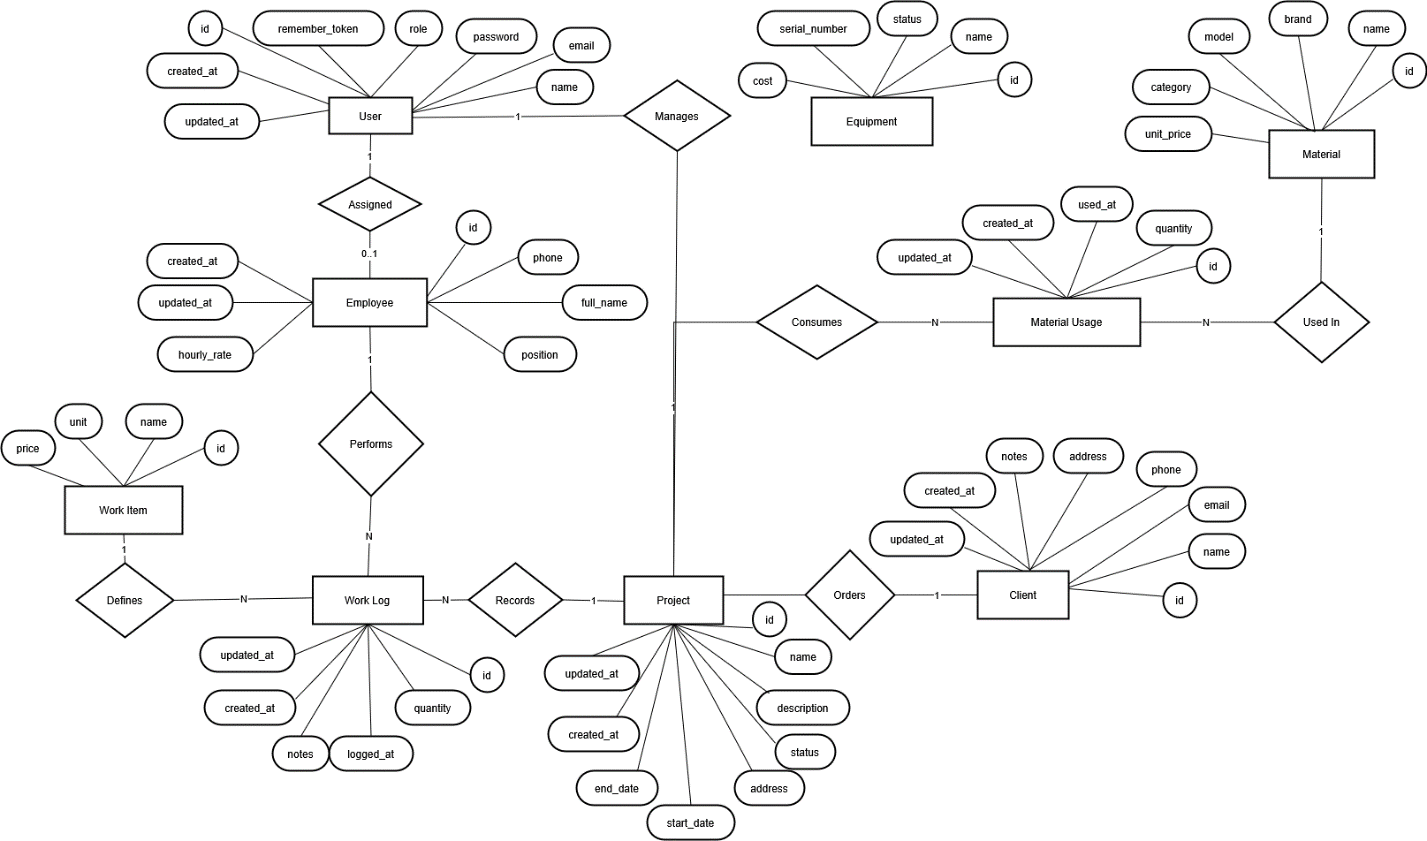 id
remember_token
role
password
email
name
created_at
updated_at
User
1
Manages
1
Assigned
0..1
serial_number
status
name
id
cost
Equipment
model
brand
name
id
category
unit_price
Material
1
Used In
created_at
updated_at
hourly_rate
Employee
id
phone
full_name
position
1
Performs
N
updated_at
created_at
used_at
quantity
id
Consumes
N
Material Usage
N
1
price
unit
name
id
Work Item
1
Defines
N
Work Log
N
Records
1
Project
Orders
1
Client
updated_at
created_at
notes
address
phone
email
name
id
updated_at
created_at
notes
logged_at
quantity
id
updated_at
created_at
end_date
start_date
address
status
description
name
id